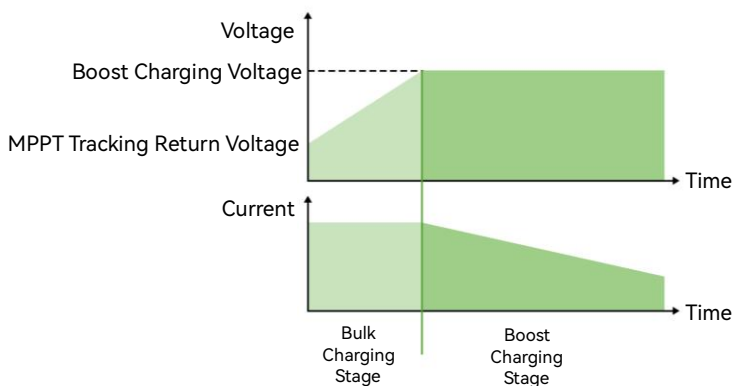 Voltage
Boost Charging Voltage
MPPT Tracking Return Voltage
Time
Current
Time
Bulk
Charging
Stage
Boost
Charging
Stage